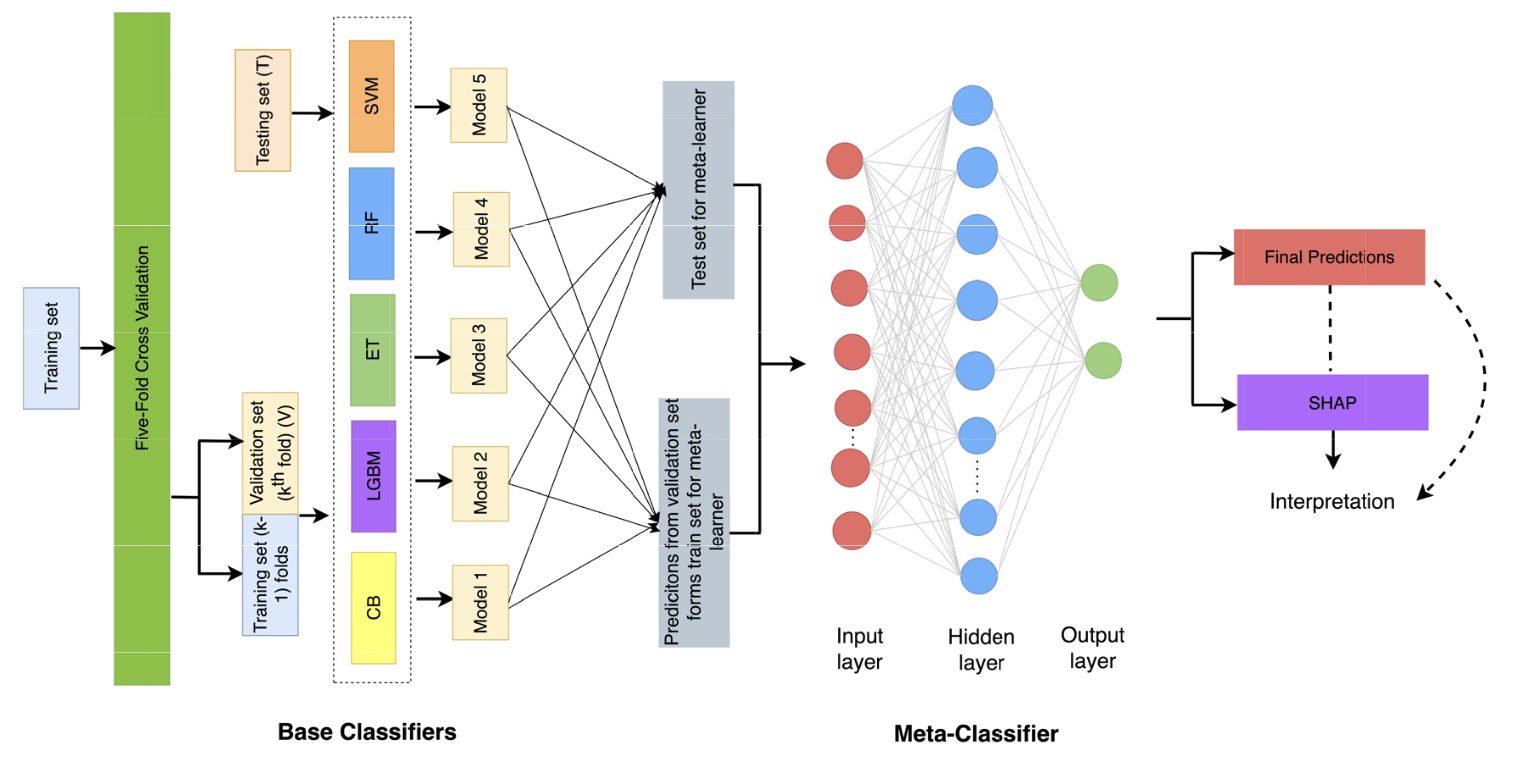 Training set
Five-Fold Cross Validation
Testing set (T)
Validation set
(kth fold) (V)
Training set (k-
1) folds
SVM
RF
ET
LGBM
CB
Model 5
Model 4
Model 3
Model 2
Model 1
Test set for meta-learner
Predicitons from validation set
forms train set for meta-
learner
Input
layer
Hidden
layer
Output
layer
Final Predictions
SHAP
Interpretation
Base Classifiers
Meta-Classifier